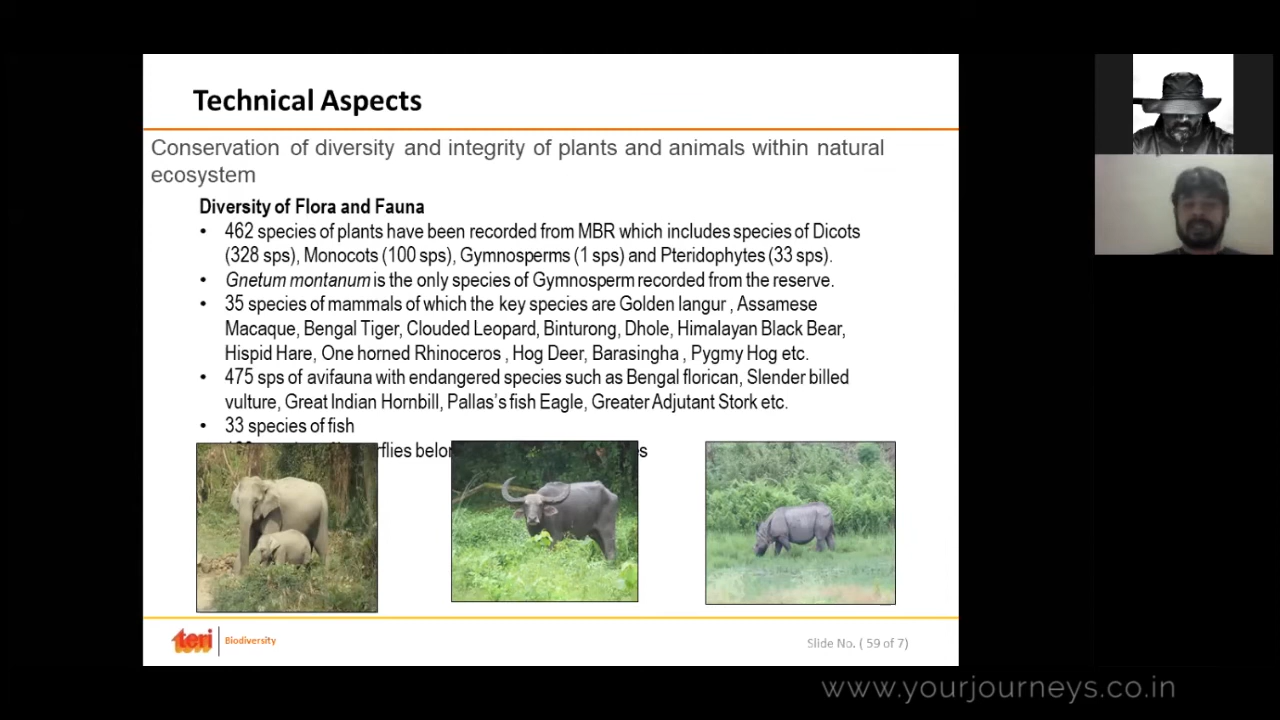 Technical Aspects
Conservation of diversity and integrity of plants and animals within natural
ecosystem
Diversity of Flora and Fauna
• 462 species of plants have been recorded from MBR which includes species of Dicots
(328 sps), Monocots (100 sps), Gymnosperms (1 sps) and Pteridophytes (33 sps).
• Gnetum montanum is the only species of Gymnosperm recorded from the reserve.
• 35 species of mammals of which the key species are Golden langur , Assamese
Macaque, Bengal Tiger, Clouded Leopard, Binturong, Dhole, Himalayan Black Bear,
Hispid Hare, One horned Rhinoceros , Hog Deer, Barasingha , Pygmy Hog etc.
• 475 sps of avifauna with endangered species such as Bengal florican, Slender billed
vulture, Great Indian Hornbill, Pallas's fish Eagle, Greater Adjutant Stork etc.
• 33 species of fish
teri Biodiversity
Slide No. ( 59 of 7)
www.yourjourneys.co.in